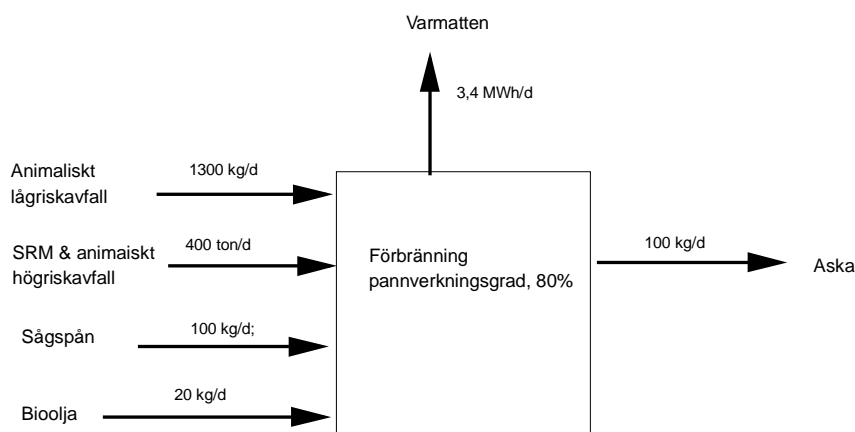 Varmatten
3,4 MWh/d
Animaliskt
lågriskavfall
1300 kg/d
SRM & animaiskt
högriskavfall
400 ton/d
Förbränning
pannverkningsgrad, 80%
100 kg/d
Aska
Sågspån
100 kg/d;
Bioolja
20 kg/d